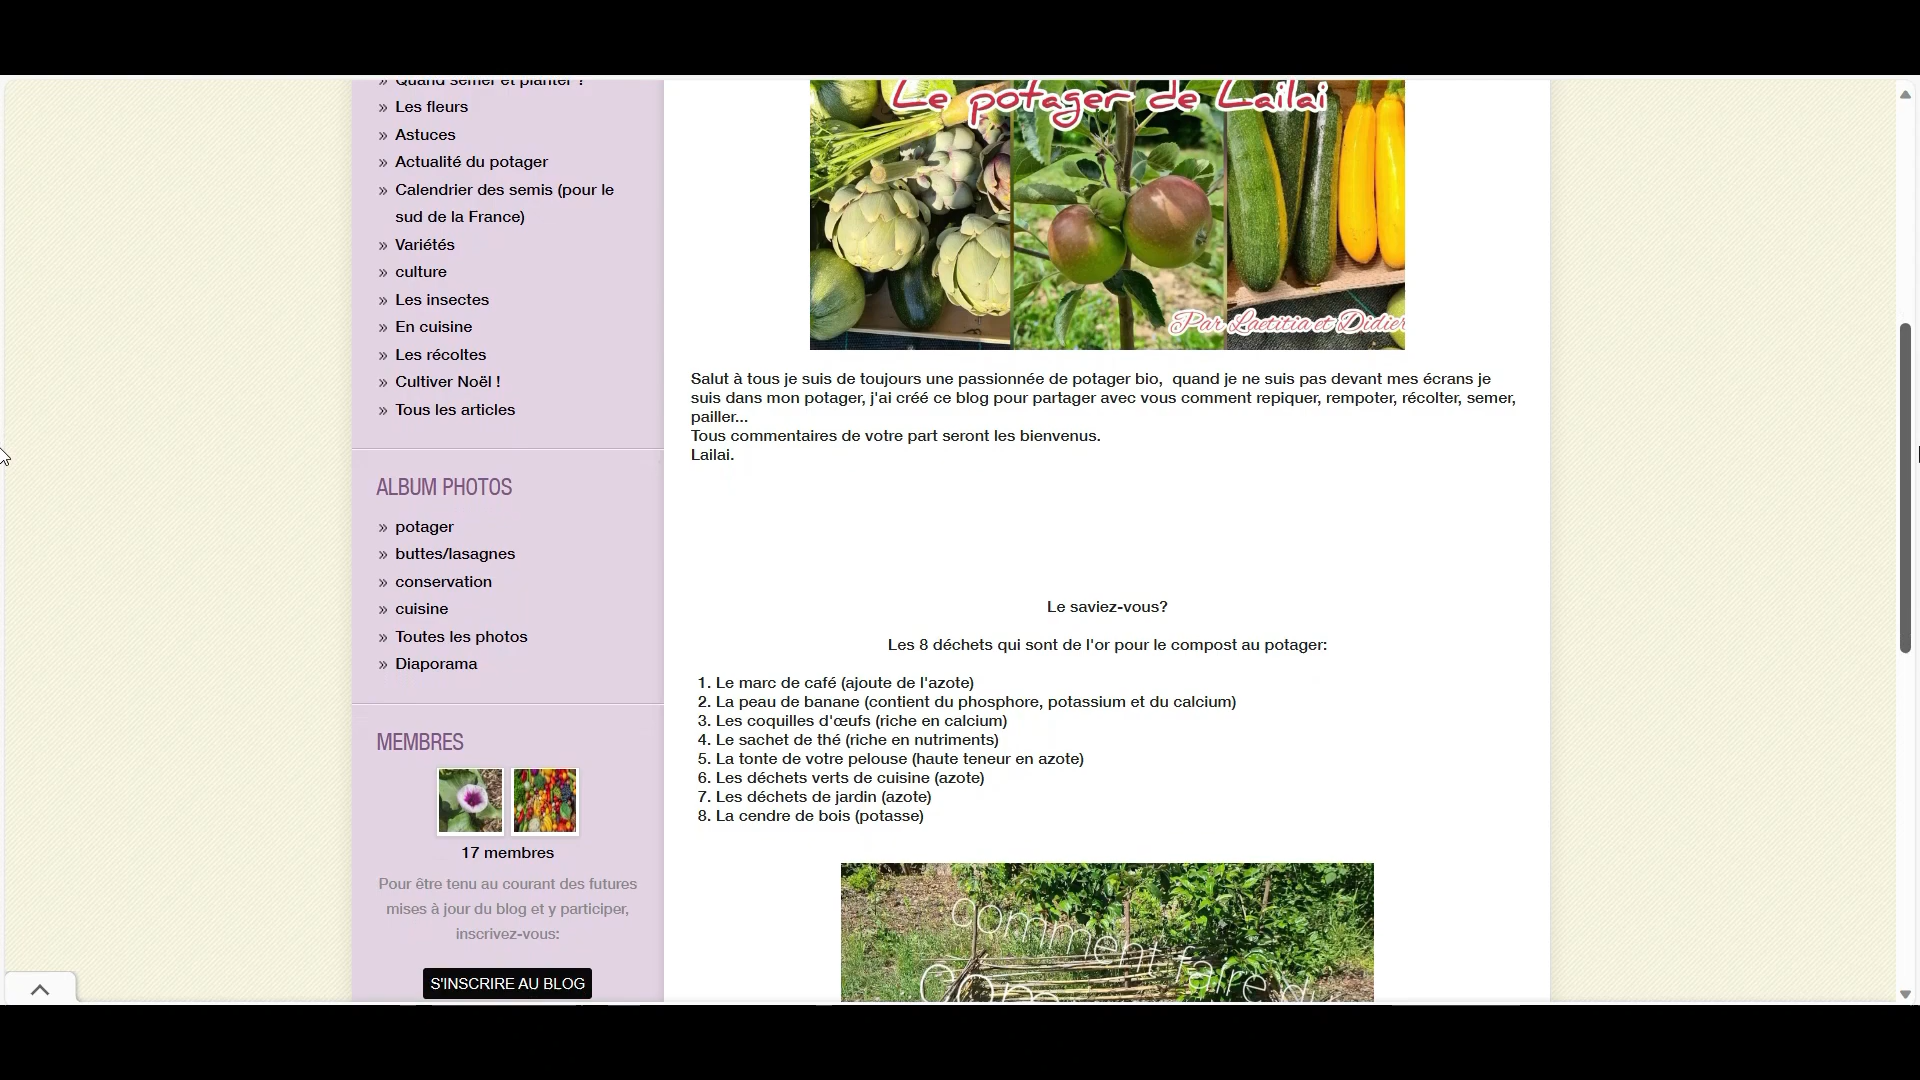 Quand semer et planter ?
» Les fleurs
» Astuces
» Actualité du potager
» Calendrier des semis (pour le
sud de la France)
» Variétés
» culture
» Les insectes
» En cuisine
» Les récoltes
» Cultiver Noël !
» Tous les articles
ALBUM PHOTOS
» potager
» buttes/lasagnes
» conservation
» cuisine
» Toutes les photos
» Diaporama
MEMBRES
17 membres
Pour être tenu au courant des futures
mises à jour du blog et y participer,
inscrivez-vous:
S'INSCRIRE AU BLOG
Le potager de Lailai
Par Laetitia et Didier
Salut à tous je suis de toujours une passionnée de potager bio,  quand je ne suis pas devant mes écrans je
suis dans mon potager, j'ai créé ce blog pour partager avec vous comment repiquer, rempoter, récolter, semer,
pailler...
Tous commentaires de votre part seront les bienvenus.
Lailai.
Le saviez-vous?
Les 8 déchets qui sont de l'or pour le compost au potager:
1. Le marc de café (ajoute de l'azote)
2. La peau de banane (contient du phosphore, potassium et du calcium)
3. Les coquilles d'œufs (riche en calcium)
4. Le sachet de thé (riche en nutriments)
5. La tonte de votre pelouse (haute teneur en azote)
6. Les déchets verts de cuisine (azote)
7. Les déchets de jardin (azote)
8. La cendre de bois (potasse)
comment faire du